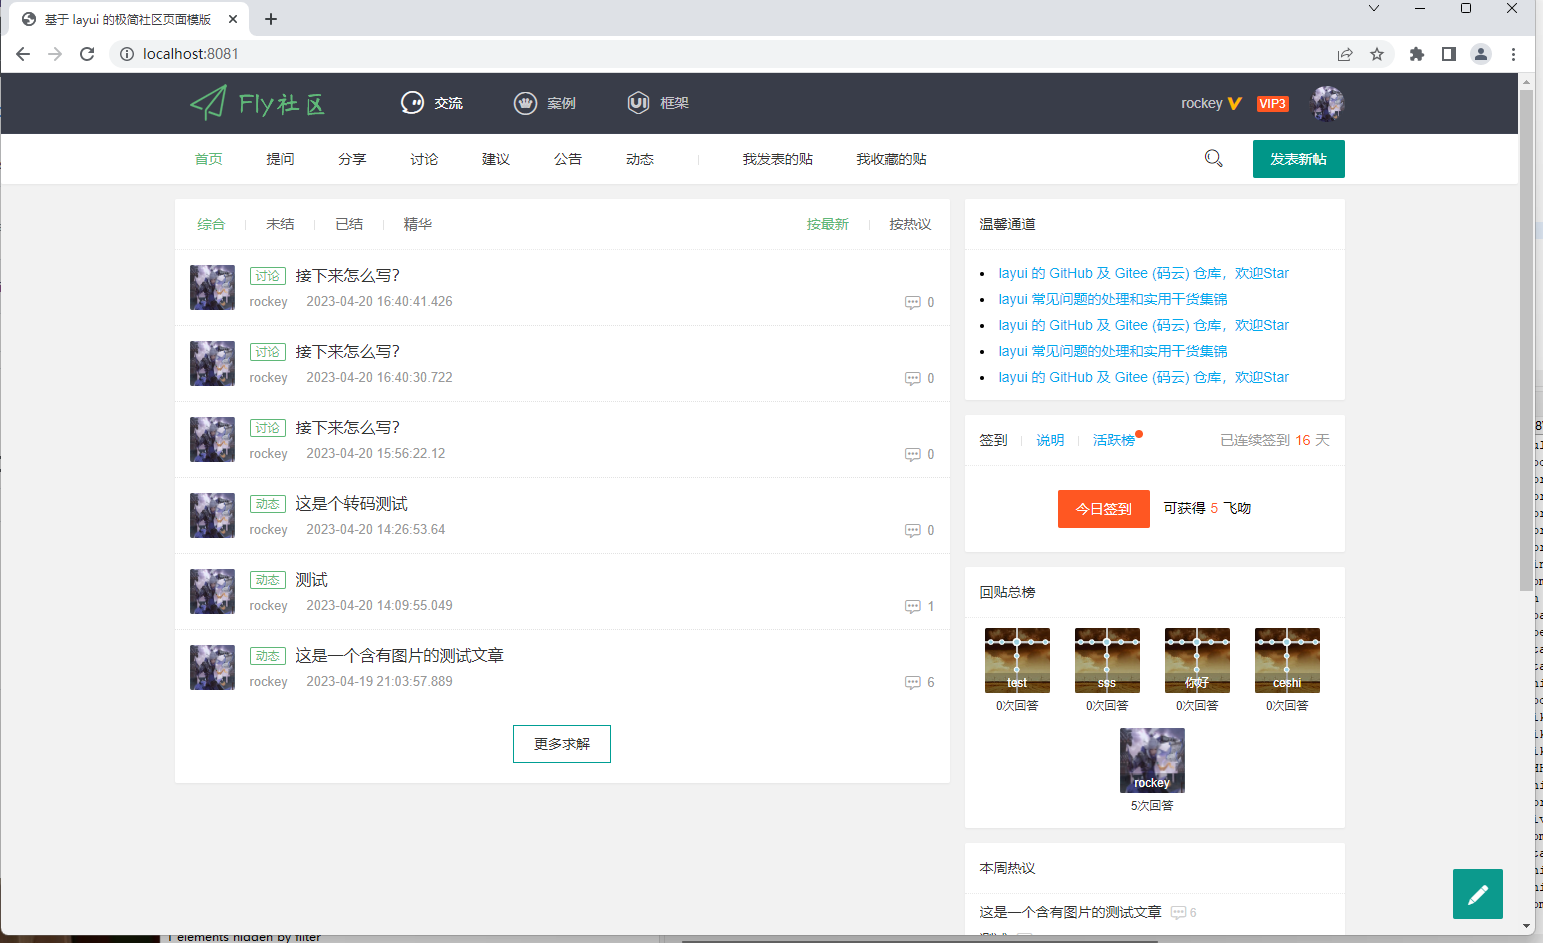 基于 layui 的极简社区页面模版
localhost:8081
Fly社区
交流
案例
框架
rockey
VIP3
首页
提问
分享
讨论
建议
公告
动态
我发表的贴
我收藏的贴
发表新帖
综合
未结
已结
精华
按最新
按热议
讨论 接下来怎么写?
rockey 2023-04-20 16:40:41.426 0
讨论 接下来怎么写?
rockey 2023-04-20 16:40:30.722 0
讨论 接下来怎么写?
rockey 2023-04-20 15:56:22.12 0
动态 这是个转码测试
rockey 2023-04-20 14:26:53.64 0
动态 测试
rockey 2023-04-20 14:09:55.049 1
动态 这是一个含有图片的测试文章
rockey 2023-04-19 21:03:57.889 6
更多求解
温馨通道
layui 的 GitHub 及 Gitee (码云) 仓库，欢迎Star
layui 常见问题的处理和实用干货集锦
layui 的 GitHub 及 Gitee (码云) 仓库，欢迎Star
layui 常见问题的处理和实用干货集锦
layui 的 GitHub 及 Gitee (码云) 仓库，欢迎Star
签到 说明 活跃榜 已连续签到 16 天
今日签到 可获得 5 飞吻
回贴总榜
test sss 你好 ceshi
0次回答 0次回答 0次回答 0次回答
rockey
5次回答
本周热议
这是一个含有图片的测试文章 6
elements hidden by filter